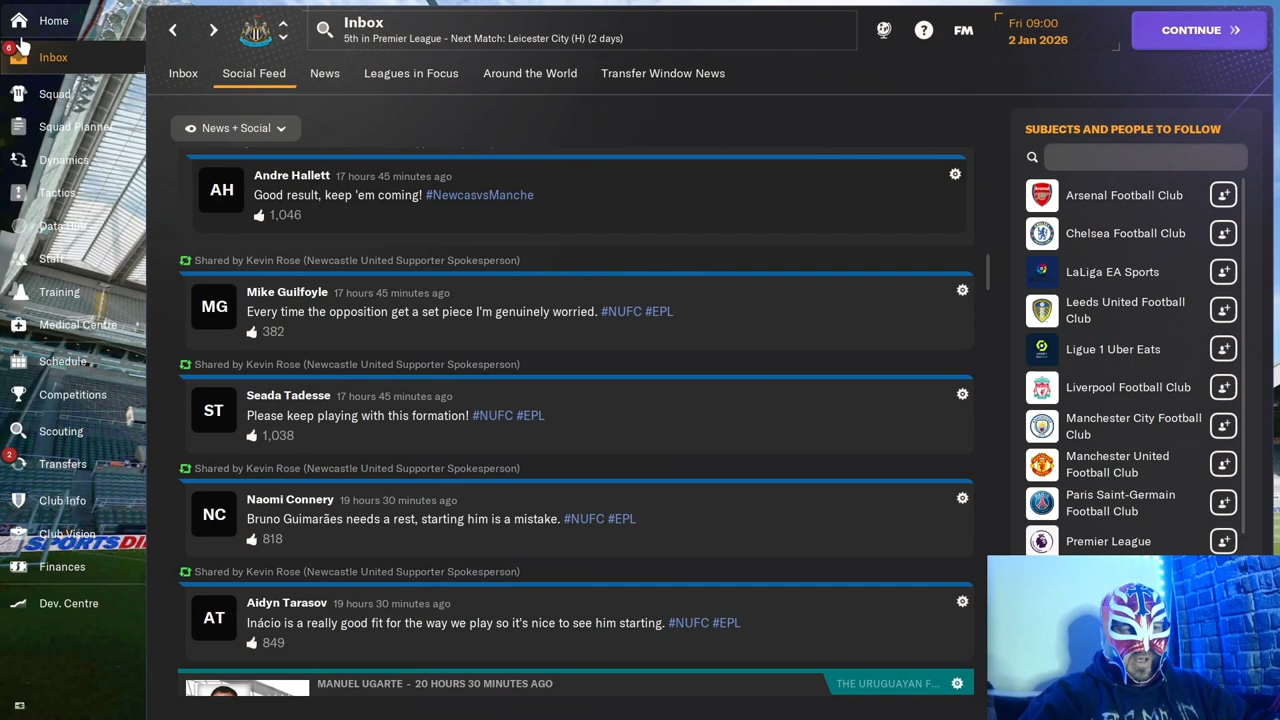 Home
Inbox
5th in Premier League - Next Match: Leicester City (H) (2 days)
FM
Fri 09:00
2 Jan 2026
CONTINUE
6
Inbox
Inbox
Social Feed
News
Leagues in Focus
Around the World
Transfer Window News
Squad
Squad Planner
Dynamics
Tactics
Data Hub
Staff
Training
Medical Centre
Schedule
Competitions
Scouting
2
Transfers
Club Info
Club Vision
Finances
Dev. Centre
News + Social
AH
Andre Hallett 17 hours 45 minutes ago
Good result, keep 'em coming! #NewcasvsManche
1,046
Shared by Kevin Rose (Newcastle United Supporter Spokesperson)
MG
Mike Guilfoyle 17 hours 45 minutes ago
Every time the opposition get a set piece I'm genuinely worried. #NUFC #EPL
382
Shared by Kevin Rose (Newcastle United Supporter Spokesperson)
ST
Seada Tadesse 17 hours 45 minutes ago
Please keep playing with this formation! #NUFC #EPL
1,038
Shared by Kevin Rose (Newcastle United Supporter Spokesperson)
NC
Naomi Connery 19 hours 30 minutes ago
Bruno Guimarães needs a rest, starting him is a mistake. #NUFC #EPL
818
Shared by Kevin Rose (Newcastle United Supporter Spokesperson)
AT
Aidyn Tarasov 19 hours 30 minutes ago
Inácio is a really good fit for the way we play so it's nice to see him starting. #NUFC #EPL
849
MANUEL UGARTE - 20 HOURS 30 MINUTES AGO
THE URUGUAYAN F...
SUBJECTS AND PEOPLE TO FOLLOW
Arsenal Football Club
Chelsea Football Club
LaLiga EA Sports
Leeds United Football
Club
Ligue 1 Uber Eats
Liverpool Football Club
Manchester City Football
Club
Manchester United
Football Club
Paris Saint-Germain
Football Club
Premier League
SPORTSDI